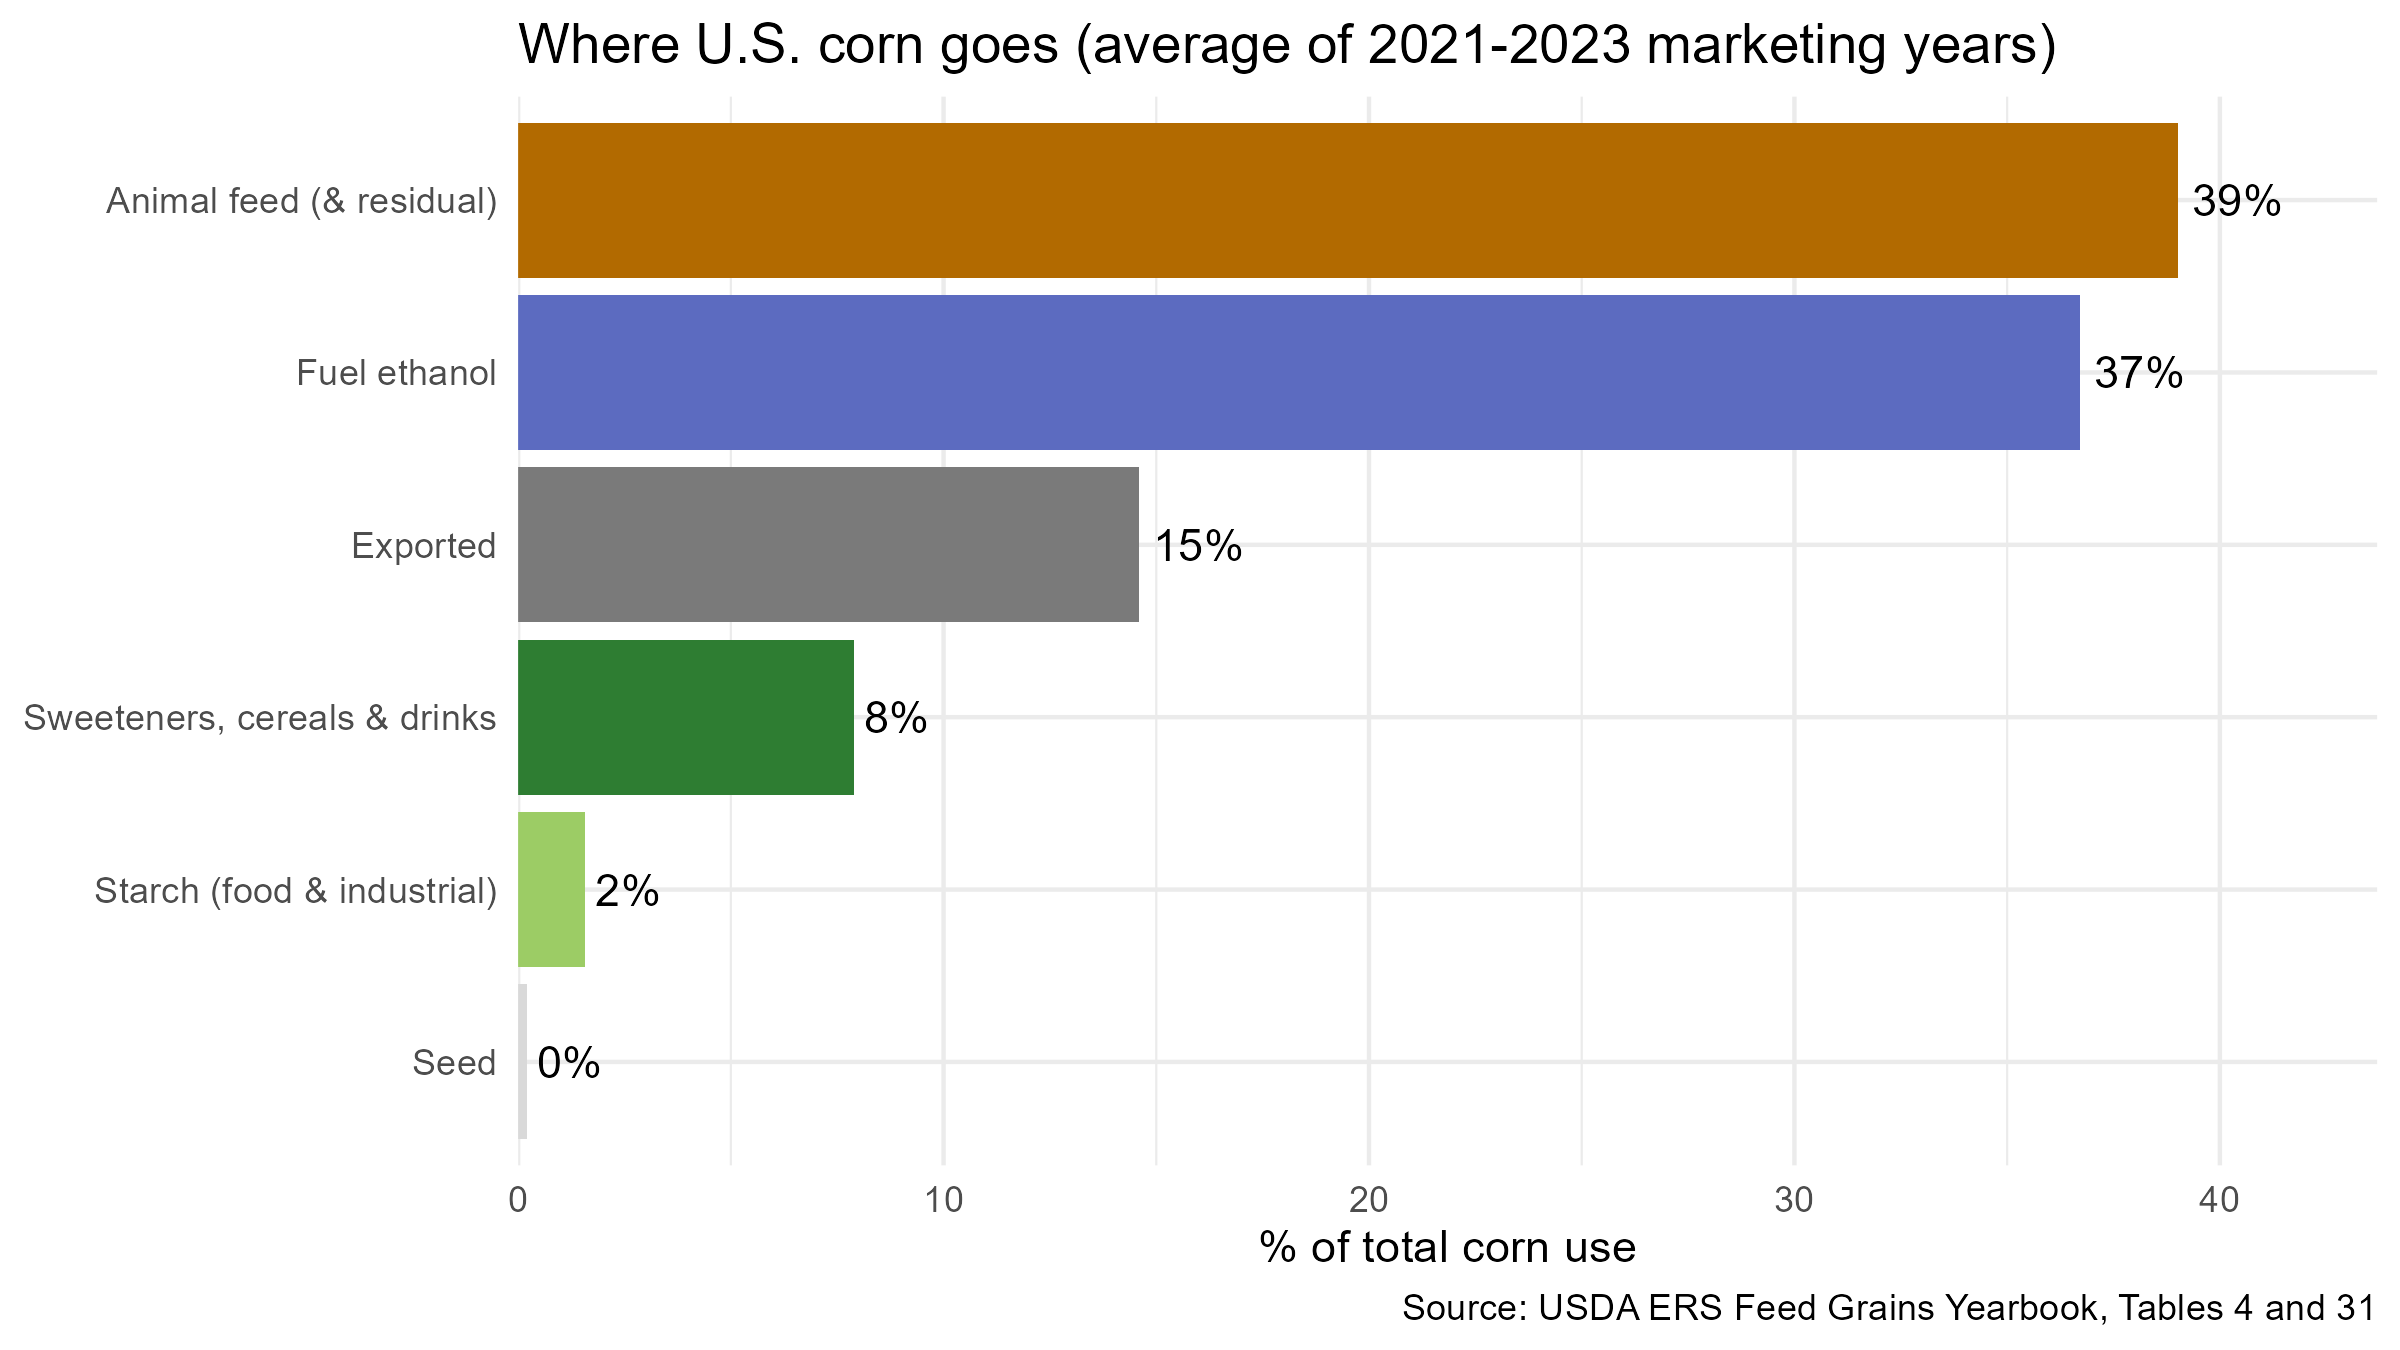 Where U.S. corn goes (average of 2021-2023 marketing years)
Animal feed (& residual)
39%
Fuel ethanol
37%
Exported
15%
Sweeteners, cereals & drinks
8%
Starch (food & industrial)
2%
Seed
0%
0 10 20 30 40
% of total corn use
Source: USDA ERS Feed Grains Yearbook, Tables 4 and 31